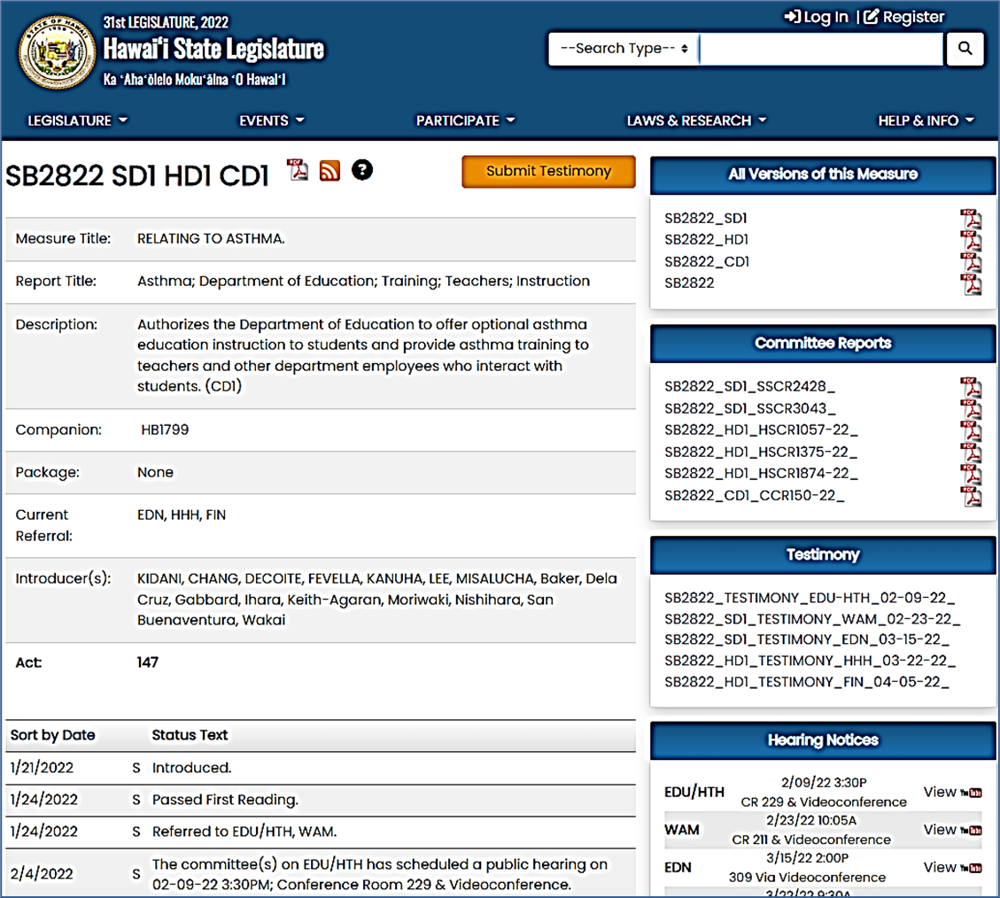 31st LEGISLATURE, 2022
Hawaiʻi State Legislature
Ka ʻAhaʻōlelo Mokuʻāina ʻO Hawaiʻi
Log In | Register
--Search Type--
LEGISLATURE EVENTS PARTICIPATE LAWS & RESEARCH HELP & INFO
SB2822 SD1 HD1 CD1
Submit Testimony
Measure Title: RELATING TO ASTHMA.
Report Title: Asthma; Department of Education; Training; Teachers; Instruction
Description: Authorizes the Department of Education to offer optional asthma
education instruction to students and provide asthma training to
teachers and other department employees who interact with
students. (CD1)
Companion: HB1799
Package: None
Current EDN, HHH, FIN
Referral:
Introducer(s): KIDANI, CHANG, DECOITE, FEVELLA, KANUHA, LEE, MISALUCHA, Baker, Dela
Cruz, Gabbard, Ihara, Keith-Agaran, Moriwaki, Nishihara, San
Buenaventura, Wakai
Act: 147
Sort by Date Status Text
1/21/2022 S Introduced.
1/24/2022 S Passed First Reading.
1/24/2022 S Referred to EDU/HTH, WAM.
2/4/2022 S The committee(s) on EDU/HTH has scheduled a public hearing on
02-09-22 3:30PM; Conference Room 229 & Videoconference.
All Versions of this Measure
SB2822_SD1
SB2822_HD1
SB2822_CD1
SB2822
Committee Reports
SB2822_SD1_SSCR2428_
SB2822_SD1_SSCR3043_
SB2822_HD1_HSCR1057-22_
SB2822_HD1_HSCR1375-22_
SB2822_HD1_HSCR1874-22_
SB2822_CD1_CCR150-22_
Testimony
SB2822_TESTIMONY_EDU-HTH_02-09-22_
SB2822_SD1_TESTIMONY_WAM_02-23-22_
SB2822_SD1_TESTIMONY_EDN_03-15-22_
SB2822_HD1_TESTIMONY_HHH_03-22-22_
SB2822_HD1_TESTIMONY_FIN_04-05-22_
Hearing Notices
EDU/HTH 2/09/22 3:30P View
CR 229 & Videoconference
WAM 2/23/22 10:05A View
CR 211 & Videoconference
EDN 3/15/22 2:00P View
309 Via Videoconference
3/22/22 9:30A